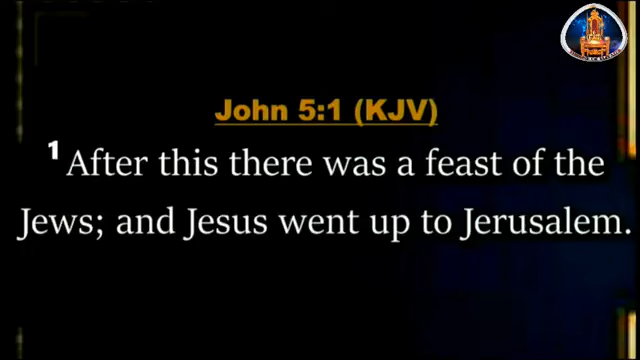 John 5:1 (KJV)
1 After this there was a feast of the
Jews; and Jesus went up to Jerusalem.